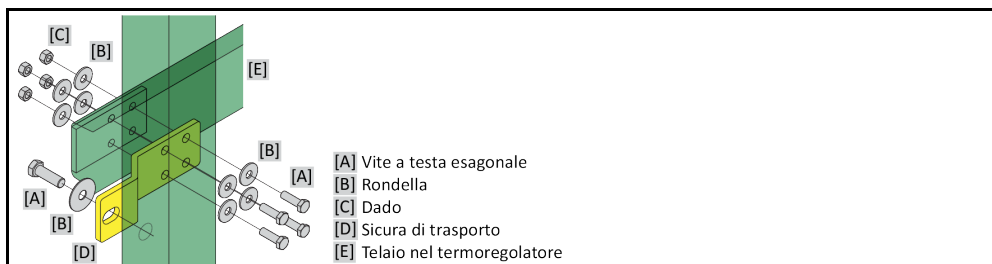 [C]
[B]
[E]
[B]
[A]
[A]
[B]
[D]
[A] Vite a testa esagonale
[B] Rondella
[C] Dado
[D] Sicura di trasporto
[E] Telaio nel termoregolatore